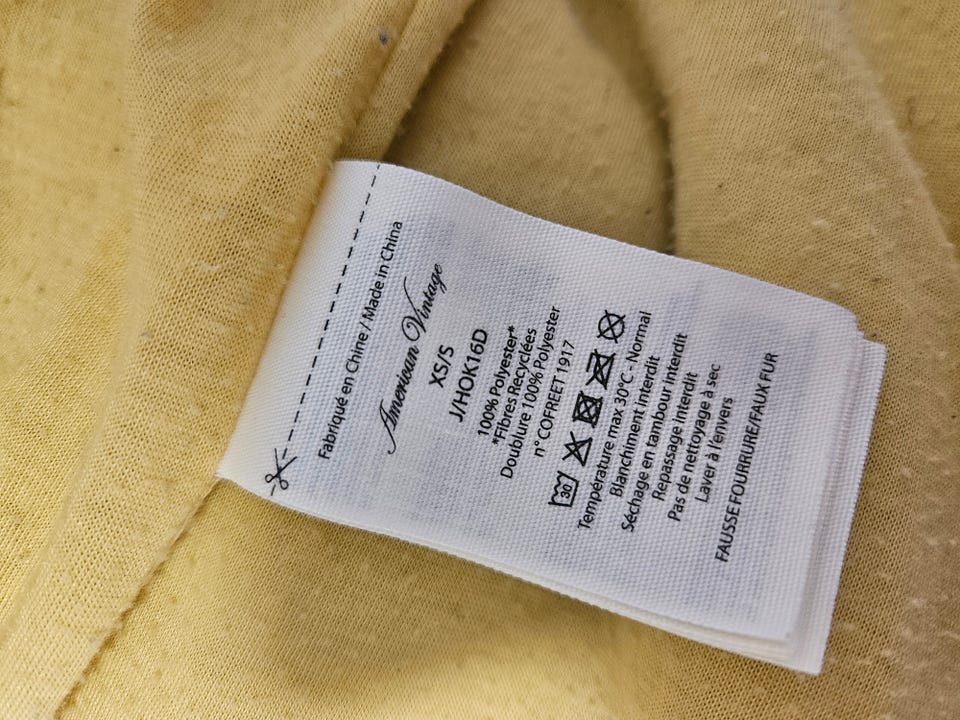 Fabriqué en Chine / Made in China
American Vintage
XS/S
J/HOK16D
100% Polyester*
*Fibres Recyclées
Doublure 100% Polyester
n° COFREET 1917
30
Température max 30°C - Normal
Blanchiment interdit
Séchage en tambour interdit
Repassage interdit
Pas de nettoyage à sec
Laver à l'envers
FAUSSE FOURRURE/FAUX FUR